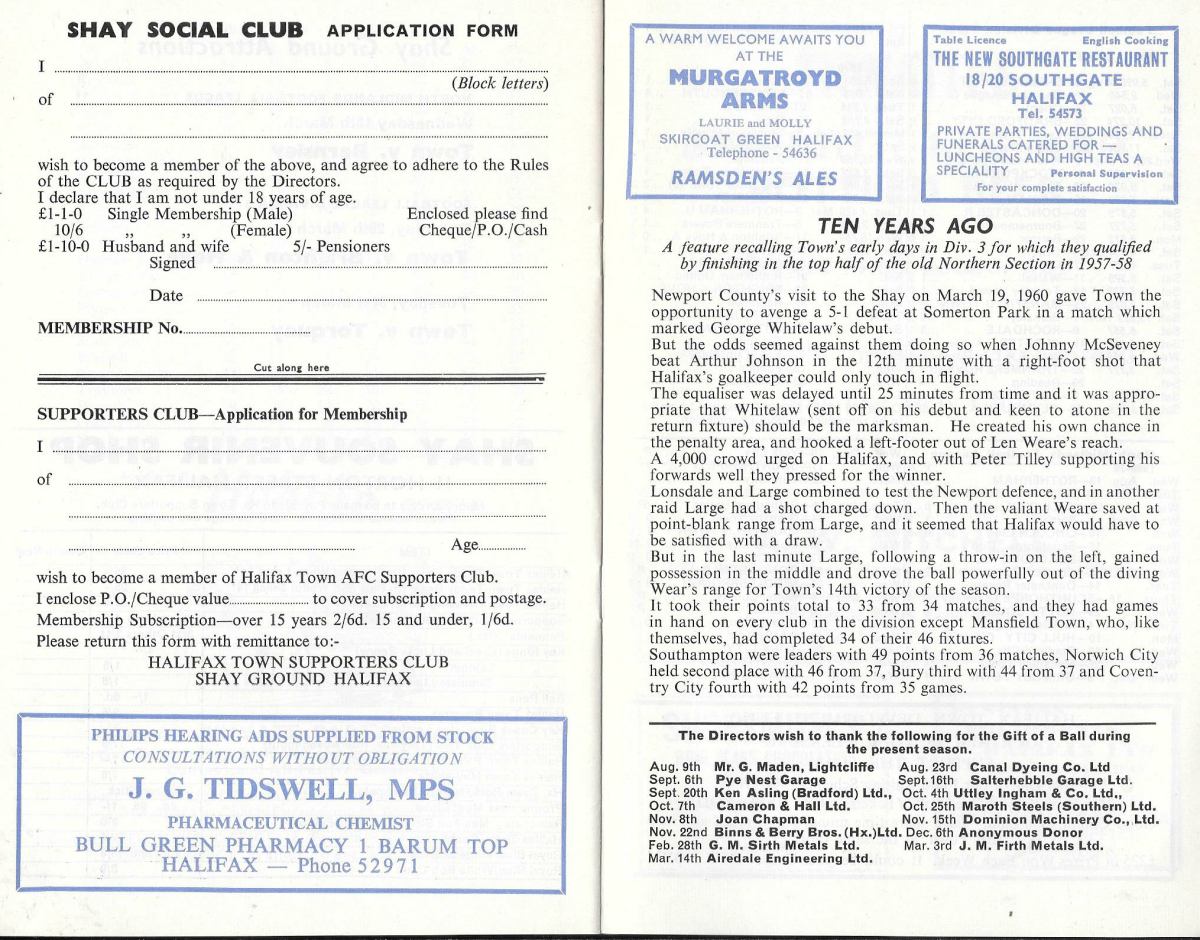 SHAY SOCIAL CLUB APPLICATION FORM
I
(Block letters)
of
wish to become a member of the above, and agree to adhere to the Rules
of the CLUB as required by the Directors.
I declare that I am not under 18 years of age.
£1-1-0 Single Membership (Male) Enclosed please find
10/6 ,, ,, (Female) Cheque/P.O./Cash
£1-10-0 Husband and wife 5/- Pensioners
Signed
Date
MEMBERSHIP No.
Cut along here
SUPPORTERS CLUB—Application for Membership
I
of
Age
wish to become a member of Halifax Town AFC Supporters Club.
I enclose P.O./Cheque value to cover subscription and postage.
Membership Subscription—over 15 years 2/6d. 15 and under, 1/6d.
Please return this form with remittance to:-
HALIFAX TOWN SUPPORTERS CLUB
SHAY GROUND HALIFAX
PHILIPS HEARING AIDS SUPPLIED FROM STOCK
CONSULTATIONS WITHOUT OBLIGATION
J. G. TIDSWELL, MPS
PHARMACEUTICAL CHEMIST
BULL GREEN PHARMACY 1 BARUM TOP
HALIFAX — Phone 52971
A WARM WELCOME AWAITS YOU
AT THE
MURGATROYD
ARMS
LAURIE and MOLLY
SKIRCOAT GREEN HALIFAX
Telephone - 54636
RAMSDEN'S ALES
Table Licence English Cooking
THE NEW SOUTHGATE RESTAURANT
18/20 SOUTHGATE
HALIFAX
Tel. 54573
PRIVATE PARTIES, WEDDINGS AND
FUNERALS CATERED FOR —
LUNCHEONS AND HIGH TEAS A
SPECIALITY Personal Supervision
For your complete satisfaction
TEN YEARS AGO
A feature recalling Town's early days in Div. 3 for which they qualified
by finishing in the top half of the old Northern Section in 1957-58
Newport County's visit to the Shay on March 19, 1960 gave Town the
opportunity to avenge a 5-1 defeat at Somerton Park in a match which
marked George Whitelaw's debut.
But the odds seemed against them doing so when Johnny McSeveney
beat Arthur Johnson in the 12th minute with a right-foot shot that
Halifax's goalkeeper could only touch in flight.
The equaliser was delayed until 25 minutes from time and it was appro-
priate that Whitelaw (sent off on his debut and keen to atone in the
return fixture) should be the marksman. He created his own chance in
the penalty area, and hooked a left-footer out of Len Weare's reach.
A 4,000 crowd urged on Halifax, and with Peter Tilley supporting his
forwards well they pressed for the winner.
Lonsdale and Large combined to test the Newport defence, and in another
raid Large had a shot charged down. Then the valiant Weare saved at
point-blank range from Large, and it seemed that Halifax would have to
be satisfied with a draw.
But in the last minute Large, following a throw-in on the left, gained
possession in the middle and drove the ball powerfully out of the diving
Wear's range for Town's 14th victory of the season.
It took their points total to 33 from 34 matches, and they had games
in hand on every club in the division except Mansfield Town, who, like
themselves, had completed 34 of their 46 fixtures.
Southampton were leaders with 49 points from 36 matches, Norwich City
held second place with 46 from 37, Bury third with 44 from 37 and Coven-
try City fourth with 42 points from 35 games.
The Directors wish to thank the following for the Gift of a Ball during
the present season.
Aug. 9th Mr. G. Maden, Lightcliffe Aug. 23rd Canal Dyeing Co. Ltd
Sept. 6th Pye Nest Garage Sept. 16th Salterhebble Garage Ltd.
Sept. 20th Ken Asling (Bradford) Ltd., Oct. 4th Uttley Ingham & Co. Ltd.,
Oct. 7th Cameron & Hall Ltd. Oct. 25th Maroth Steels (Southern) Ltd.
Nov. 8th Joan Chapman Nov. 15th Dominion Machinery Co., Ltd.
Nov. 22nd Binns & Berry Bros. (Hx.) Ltd. Dec. 6th Anonymous Donor
Feb. 28th G. M. Sirth Metals Ltd. Mar. 3rd J. M. Firth Metals Ltd.
Mar. 14th Airedale Engineering Ltd.